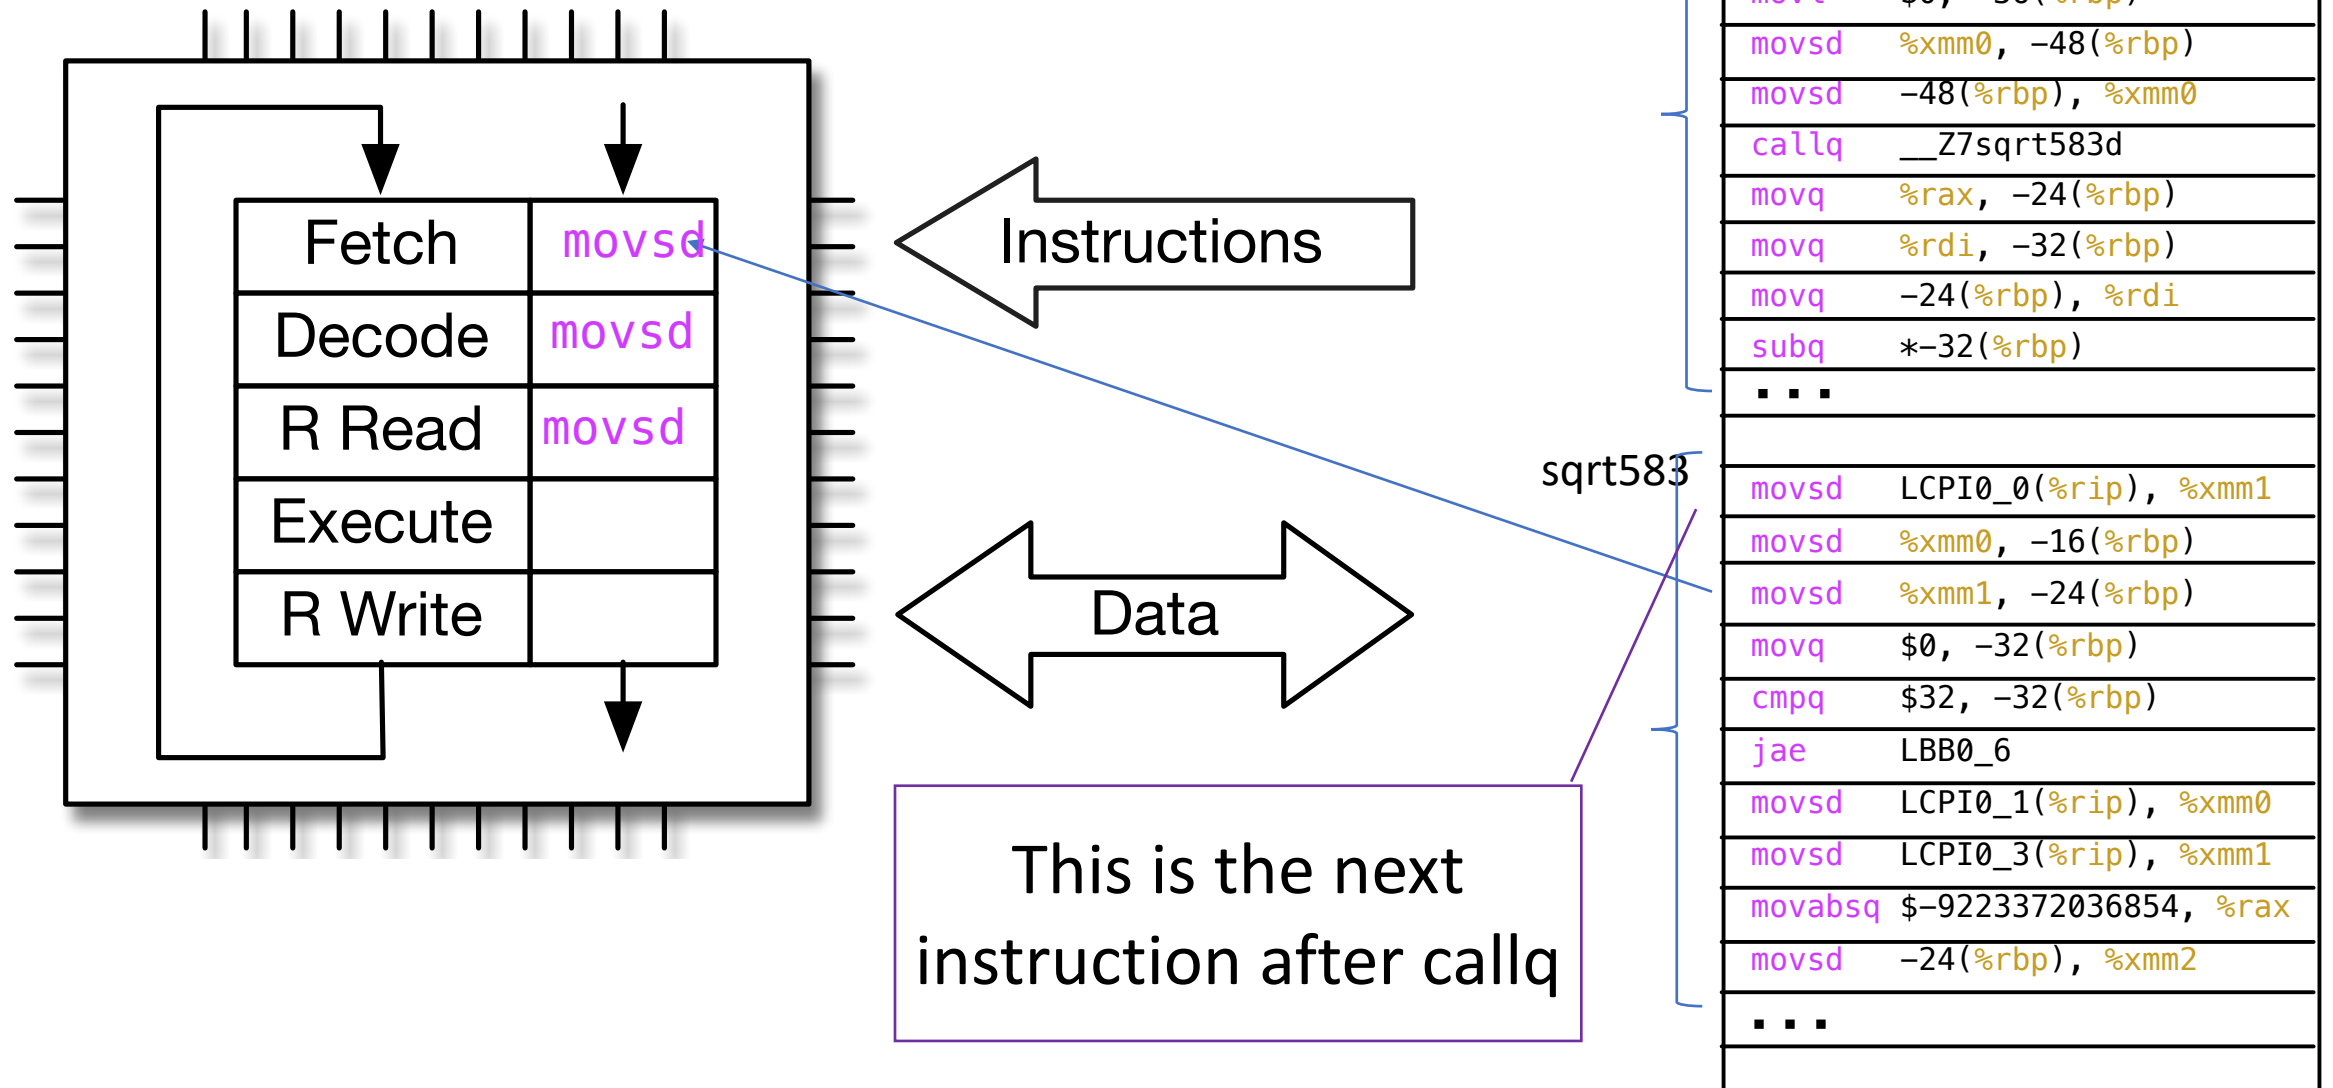 Fetch movsd
Decode movsd
R Read movsd
Execute
R Write
Instructions
Data
This is the next
instruction after callq
sqrt583
movl $0, −36(%rbp)
movsd %xmm0, −48(%rbp)
movsd −48(%rbp), %xmm0
callq __Z7sqrt583d
movq %rax, −24(%rbp)
movq %rdi, −32(%rbp)
movq −24(%rbp), %rdi
subq *−32(%rbp)
...
movsd LCPI0_0(%rip), %xmm1
movsd %xmm0, −16(%rbp)
movsd %xmm1, −24(%rbp)
movq $0, −32(%rbp)
cmpq $32, −32(%rbp)
jae LBB0_6
movsd LCPI0_1(%rip), %xmm0
movsd LCPI0_3(%rip), %xmm1
movabsq $−9223372036854, %rax
movsd −24(%rbp), %xmm2
...